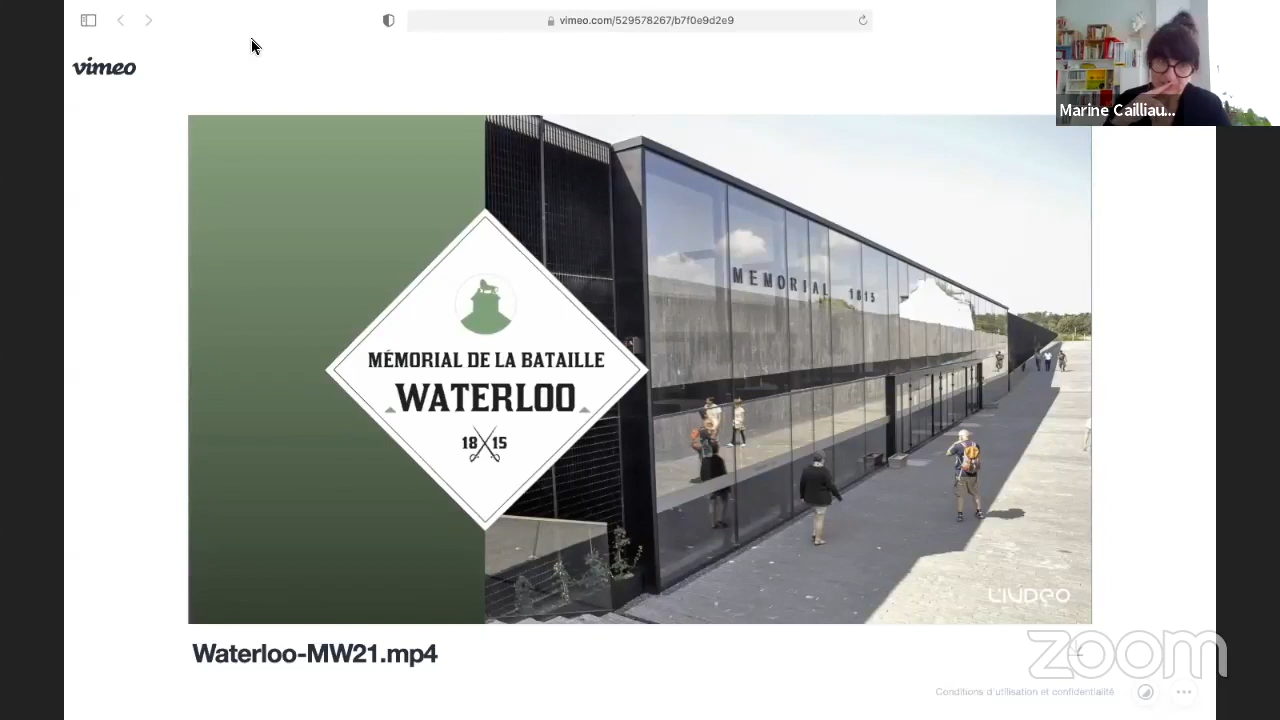 vimeo.com/529578267/b7f0e9d2e9
vimeo
Marine Cailliau...
MEMORIAL 1815
MÉMORIAL DE LA BATAILLE
WATERLOO
18 15
LIVDEO
Waterloo-MW21.mp4
zoom
Conditions d'utilisation et confidentialité